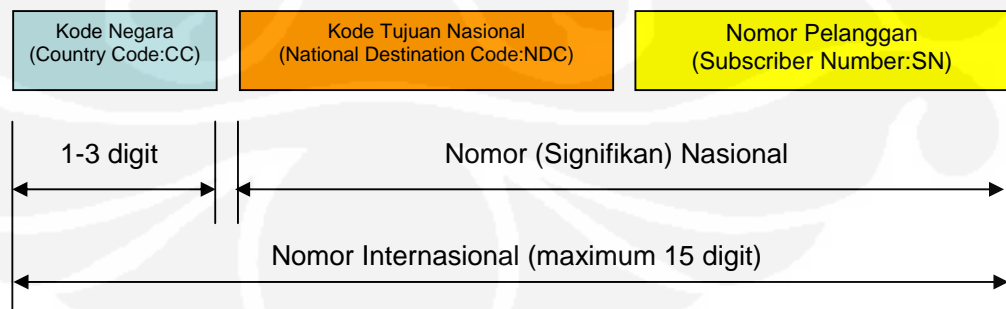 Kode Negara
(Country Code:CC)
Kode Tujuan Nasional
(National Destination Code:NDC)
Nomor Pelanggan
(Subscriber Number:SN)
1-3 digit
Nomor (Signifikan) Nasional
Nomor Internasional (maximum 15 digit)